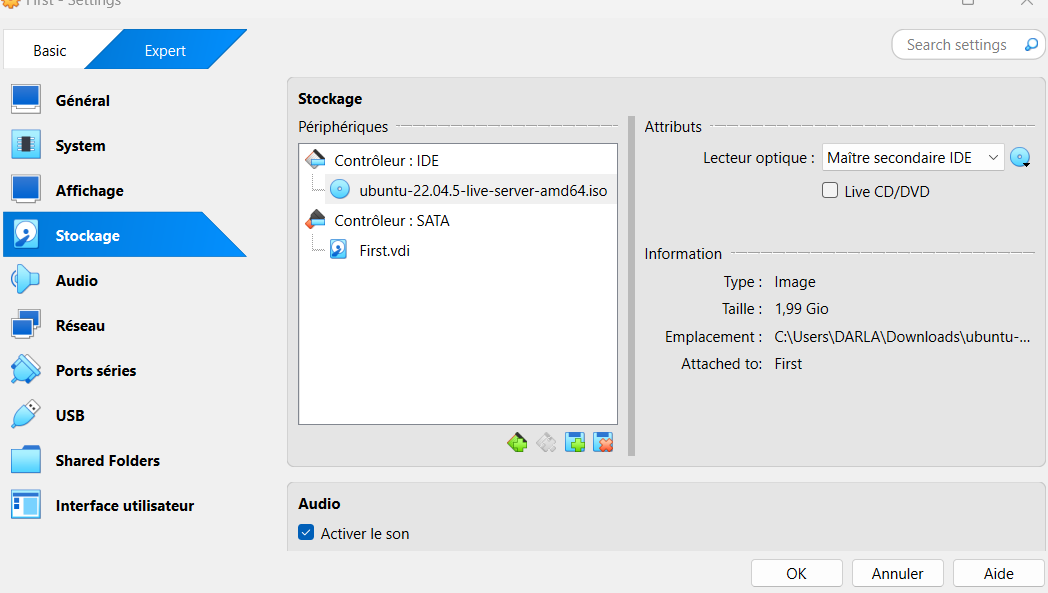 First - Settings
Basic
Expert
Search settings
Général
System
Affichage
Stockage
Audio
Réseau
Ports séries
USB
Shared Folders
Interface utilisateur
Stockage
Périphériques
Contrôleur : IDE
ubuntu-22.04.5-live-server-amd64.iso
Contrôleur : SATA
First.vdi
Attributs
Lecteur optique : Maître secondaire IDE
Live CD/DVD
Information
Type : Image
Taille : 1,99 Gio
Emplacement : C:\Users\DARLA\Downloads\ubuntu-...
Attached to: First
Audio
Activer le son
OK
Annuler
Aide